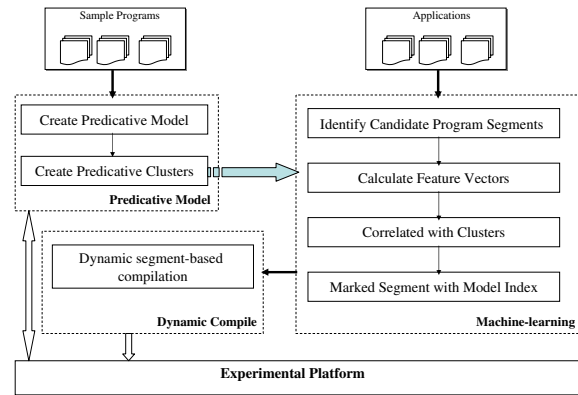 Sample Programs
Applications
Create Predicative Model
Create Predicative Clusters
Predicative Model
Identify Candidate Program Segments
Calculate Feature Vectors
Correlated with Clusters
Marked Segment with Model Index
Machine-learning
Dynamic segment-based
compilation
Dynamic Compile
Experimental Platform